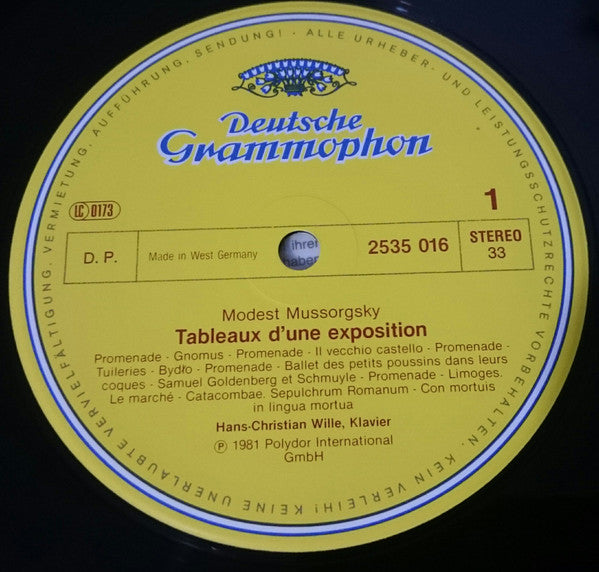 ALLE URHEBER- UND LEISTUNGSSCHUTZRECHTE VORBEHALTEN. KEIN VERLEIH! KEINE UNERLAUBTE VERVIELFÄLTIGUNG, VERMIETUNG, AUFFÜHRUNG, SENDUNG!
Deutsche
Grammophon
LC 0173
1
D. P.
Made in West Germany
ihrer
haben
2535 016
STEREO
33
Modest Mussorgsky
Tableaux d'une exposition
Promenade · Gnomus · Promenade · Il vecchio castello · Promenade ·
Tuileries · Bydło · Promenade · Ballet des petits poussins dans leurs
coques · Samuel Goldenberg et Schmuyle · Promenade · Limoges.
Le marché · Catacombae. Sepulchrum Romanum · Con mortuis
in lingua mortua
Hans-Christian Wille, Klavier
℗ 1981 Polydor International
GmbH